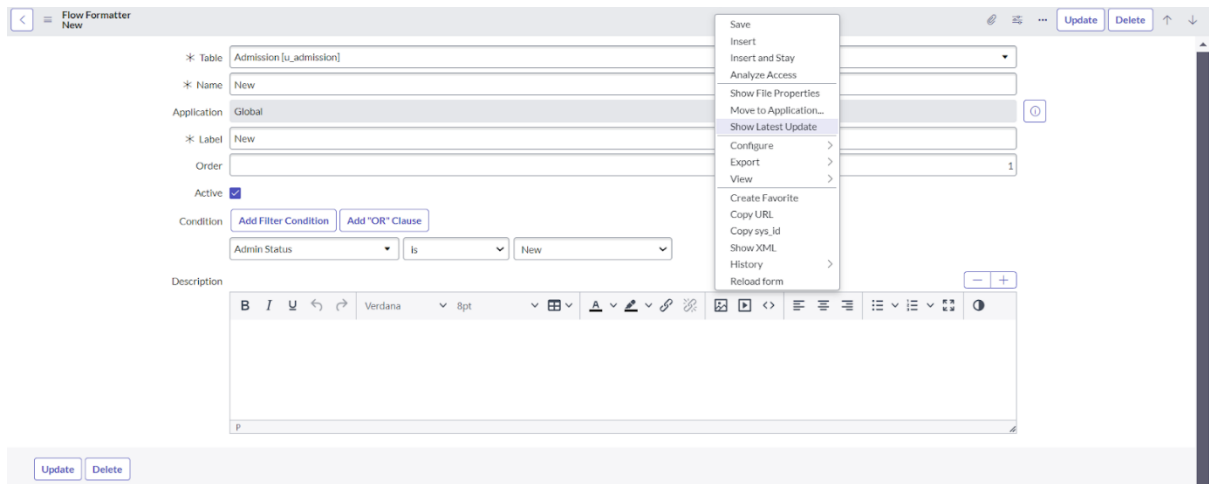 Flow Formatter
New
Update Delete
Table Admission [u_admission]
Name New
Application Global
Label New
Order 1
Active
Condition Add Filter Condition Add "OR" Clause
Admin Status is New
Description
Save
Insert
Insert and Stay
Analyze Access
Show File Properties
Move to Application...
Show Latest Update
Configure
Export
View
Create Favorite
Copy URL
Copy sys_id
Show XML
History
Reload form
B I U Verdana 8pt A
P
Update Delete